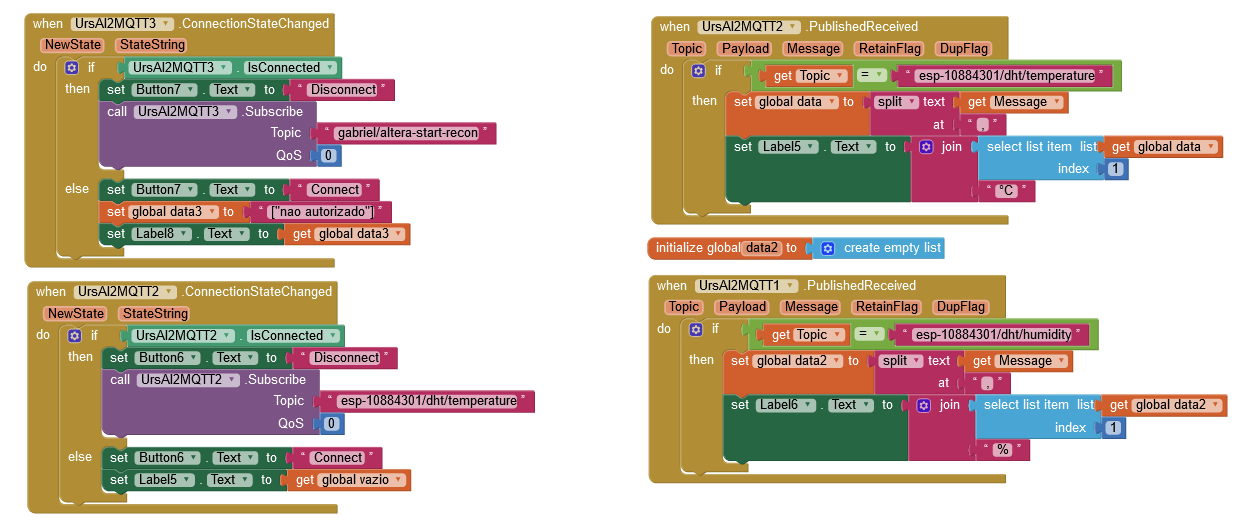 when UrsAI2MQTT3 .ConnectionStateChanged
NewState StateString
do if UrsAI2MQTT3 . IsConnected
then set Button7 . Text to " Disconnect "
call UrsAI2MQTT3 .Subscribe
Topic " gabriel/altera-start-recon "
QoS 0
else set Button7 . Text to " Connect "
set global data3 to " ["nao autorizado"] "
set Label8 . Text to get global data3
when UrsAI2MQTT2 .ConnectionStateChanged
NewState StateString
do if UrsAI2MQTT2 . IsConnected
then set Button6 . Text to " Disconnect "
call UrsAI2MQTT2 .Subscribe
Topic " esp-10884301/dht/temperature "
QoS 0
else set Button6 . Text to " Connect "
set Label5 . Text to get global vazio
when UrsAI2MQTT2 .PublishedReceived
Topic Payload Message RetainFlag DupFlag
do if get Topic = " esp-10884301/dht/temperature "
then set global data to split text get Message
at " , "
set Label5 . Text to join select list item list get global data
index 1
" °C "
initialize global data2 to create empty list
when UrsAI2MQTT1 .PublishedReceived
Topic Payload Message RetainFlag DupFlag
do if get Topic = " esp-10884301/dht/humidity "
then set global data2 to split text get Message
at " , "
set Label6 . Text to join select list item list get global data2
index 1
" % "